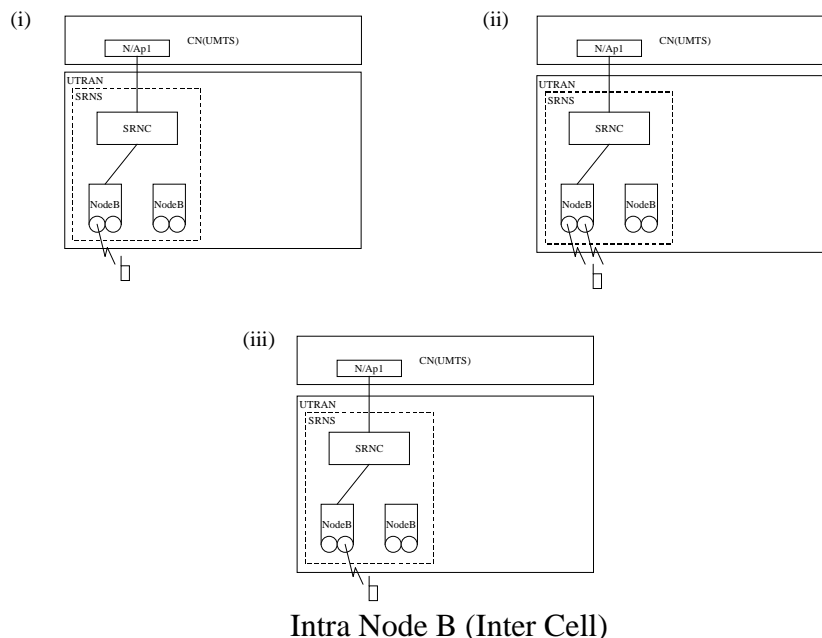 (i)
CN(UMTS)
N/Ap1
UTRAN
SRNS
SRNC
NodeB
NodeB
(ii)
CN(UMTS)
N/Ap1
UTRAN
SRNS
SRNC
NodeB
NodeB
(iii)
CN(UMTS)
N/Ap1
UTRAN
SRNS
SRNC
NodeB
NodeB
Intra Node B (Inter Cell)